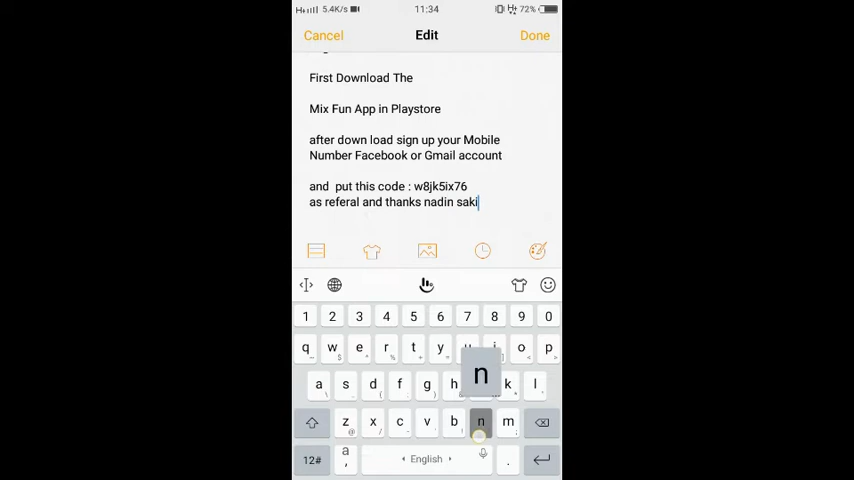 5.4K/s 11:34 72%
Cancel Edit Done
First Download The
Mix Fun App in Playstore
after down load sign up your Mobile
Number Facebook or Gmail account
and put this code : w8jk5ix76
as referal and thanks nadin saki
1 2 3 4 5 6 7 8 9 0
q w e r t y u i o p
n
a s d f g h k l
z x c v b n m
12# , English .